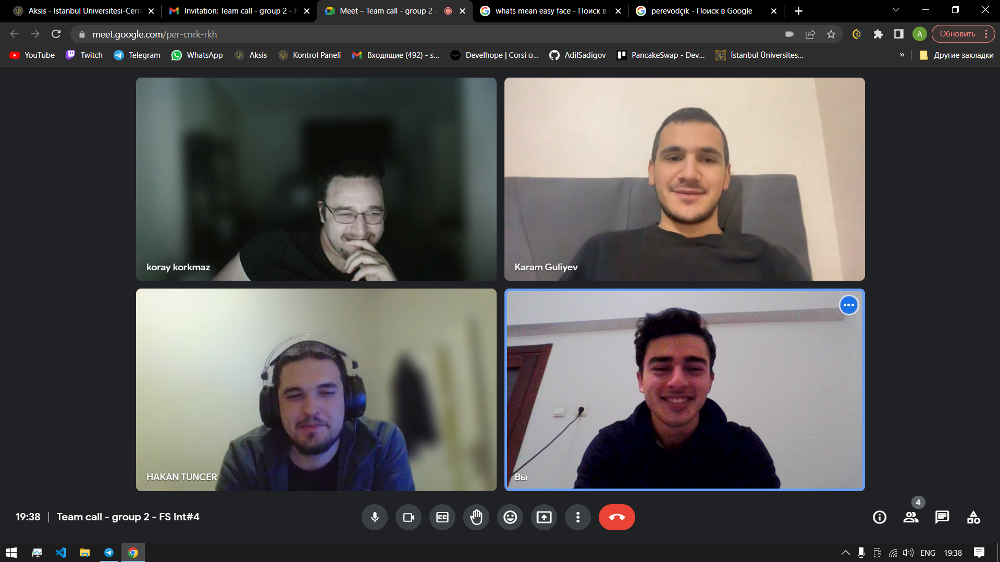 Aksis - İstanbul Üniversitesi-Cerra
Invitation: Team call - group 2 - F
Meet – Team call - group 2 -
whats mean easy face - Поиск в
perevodçik - Поиск в Google
meet.google.com/per-cnrk-rkh
A
Обновить
YouTube
Twitch
Telegram
WhatsApp
Aksis
Kontrol Paneli
Входящие (492) - s...
Develhope | Corsi o...
AdilSadigov
PancakeSwap - Dev...
İstanbul Üniversites...
»
Другие закладки
koray korkmaz
Karam Guliyev
HAKAN TUNCER
Вы
19:38 | Team call - group 2 - FS Int#4
CC
4
ENG
19:38